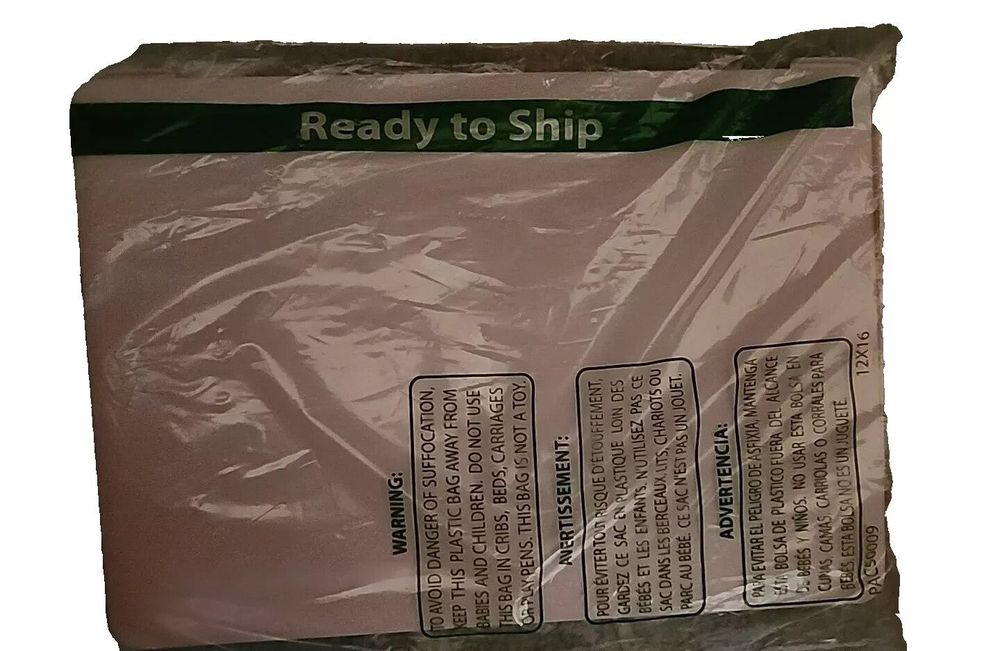 Ready to Ship
WARNING:
TO AVOID DANGER OF SUFFOCATION,
KEEP THIS PLASTIC BAG AWAY FROM
BABIES AND CHILDREN. DO NOT USE
THIS BAG IN CRIBS, BEDS, CARRIAGES
OR PLAY PENS. THIS BAG IS NOT A TOY.
AVERTISSEMENT:
POUR ÉVITER TOUT RISQUE D'ÉTOUFFEMENT,
GARDEZ CE SAC EN PLASTIQUE LOIN DES
BÉBÉS ET LES ENFANTS. N'UTILISEZ PAS CE
SAC DANS LES BERCEAUX, LITS, CHARIOTS OU
PARC AU BÉBÉ. CE SAC N'EST PAS UN JOUET.
ADVERTENCIA:
PARA EVITAR EL PELIGRO DE ASFIXIA, MANTENGA
ESTA BOLSA DE PLASTICO FUERA DEL ALCANCE
DE BEBÉS Y NIÑOS. NO USAR ESTA BOLSA EN
CUNAS, CAMAS, CARRIOLAS O CORRALES PARA
BEBÉS. ESTA BOLSA NO ES UN JUGUETE.
PAC50009
12X16